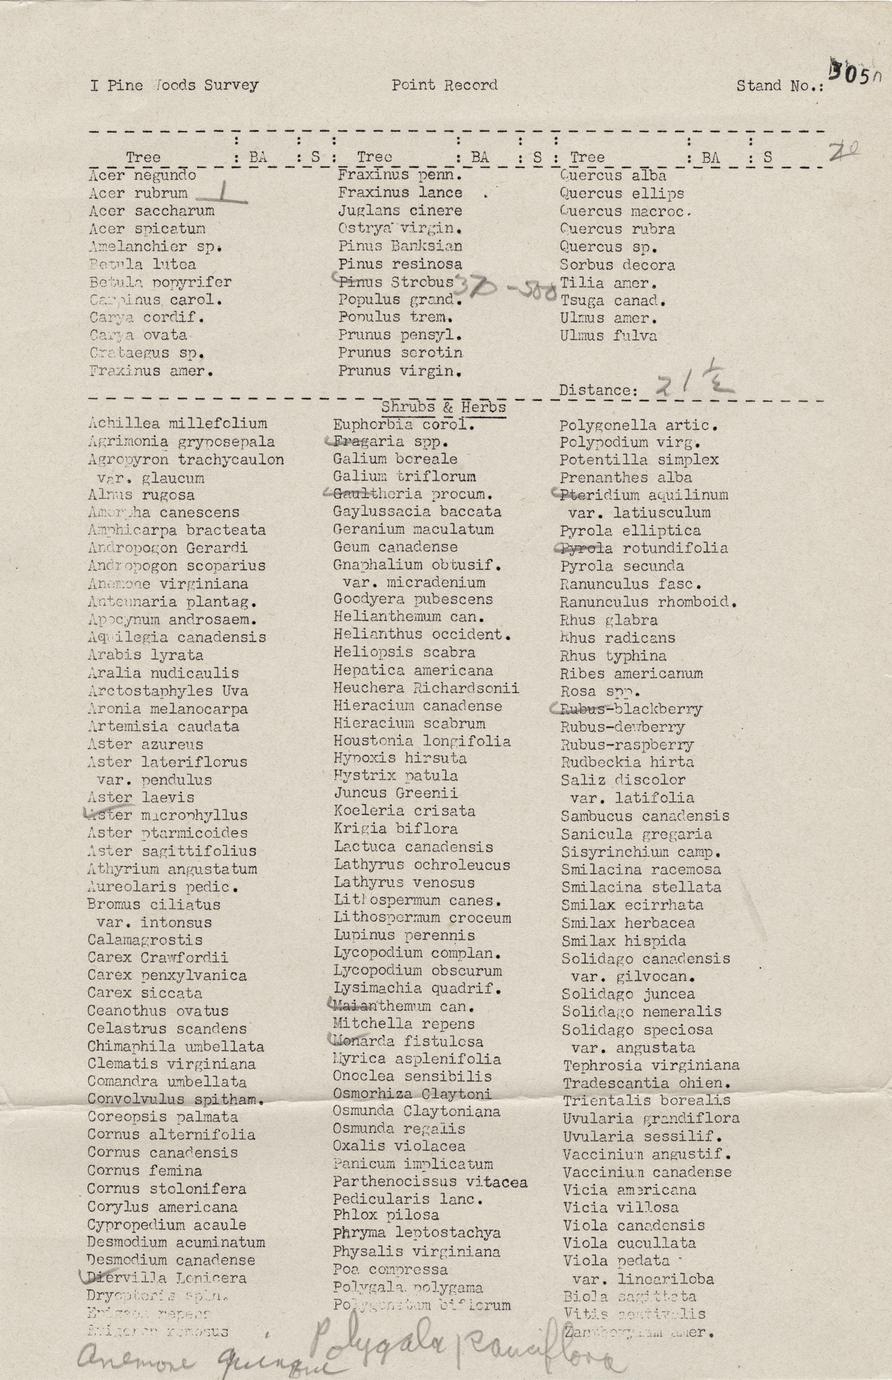 I Pine Woods Survey Point Record Stand No.: 3050
Tree : BA : S : Tree : BA : S : Tree : BA : S 20
Acer negundo
Acer rubrum 1
Acer saccharum
Acer spicatum
Amelanchier sp.
Betula lutea
Betula popyrifer
Carpinus carol.
Carya cordif.
Carya ovata
Crataegus sp.
Fraxinus amer.
Fraxinus penn.
Fraxinus lance .
Juglans cinere
Ostrya virgin.
Pinus Banksian
Pinus resinosa
Pinus Strobus 370 - 500
Populus grand.
Populus trem.
Prunus pensyl.
Prunus serotin
Prunus virgin.
Quercus alba
Quercus ellips
Quercus macroc.
Quercus rubra
Quercus sp.
Sorbus decora
Tilia amer.
Tsuga canad.
Ulmus amer.
Ulmus fulva
Distance: 21 1/2
Shrubs & Herbs
Achillea millefolium
Agrimonia gryposepala
Agropyron trachycaulon
var. glaucum
Alnus rugosa
Amorpha canescens
Amphicarpa bracteata
Andropogon Gerardi
Andropogon scoparius
Anemone virginiana
Antennaria plantag.
Apocynum androsaem.
Aquilegia canadensis
Arabis lyrata
Aralia nudicaulis
Arctostaphyles Uva
Aronia melanocarpa
Artemisia caudata
Aster azureus
Aster lateriflorus
var. pendulus
Aster laevis
Aster microphyllus
Aster ptarmicoides
Aster sagittifolius
Athyrium angustatum
Aureolaris pedic.
Bromus ciliatus
var. intonsus
Calamagrostis
Carex Crawfordii
Carex penxylvanica
Carex siccata
Ceanothus ovatus
Celastrus scandens
Chimaphila umbellata
Clematis virginiana
Comandra umbellata
Convolvulus spitham.
Coreopsis palmata
Cornus alternifolia
Cornus canadensis
Cornus femina
Cornus stolonifera
Corylus americana
Cypropedium acaule
Desmodium acuminatum
Desmodium canadense
Diervilla Lonicera
Dryopteris spin.
Erigeron ramosus
Euphorbia corol.
Fragaria spp.
Galium boreale
Galium triflorum
Gaultheria procum.
Gaylussacia baccata
Geranium maculatum
Geum canadense
Gnaphalium obtusif.
var. micradenium
Goodyera pubescens
Helianthemum can.
Helianthus occident.
Heliopsis scabra
Hepatica americana
Heuchera Richardsonii
Hieracium canadense
Hieracium scabrum
Houstonia longifolia
Hypoxis hirsuta
Hystrix patula
Juncus Greenii
Koeleria crisata
Krigia biflora
Lactuca canadensis
Lathyrus ochroleucus
Lathyrus venosus
Lithospermum canes.
Lithospermum croceum
Lupinus perennis
Lycopodium complan.
Lycopodium obscurum
Lysimachia quadrif.
Maianthemum can.
Mitchella repens
Monarda fistulosa
Myrica asplenifolia
Onoclea sensibilis
Osmorhiza Claytoni
Osmunda Claytoniana
Osmunda regalis
Oxalis violacea
Panicum implicatum
Parthenocissus vitacea
Pedicularis lanc.
Phlox pilosa
Phryma leptostachya
Physalis virginiana
Poa compressa
Polygala polygama
Polygonatum biflorum
Polygonella artic.
Polypodium virg.
Potentilla simplex
Prenanthes alba
Pteridium aquilinum
var. latiusculum
Pyrola elliptica
Pyrola rotundifolia
Pyrola secunda
Ranunculus fasc.
Ranunculus rhomboid.
Rhus glabra
Rhus radicans
Rhus typhina
Ribes americanum
Rosa spp.
Rubus-blackberry
Rubus-dewberry
Rubus-raspberry
Rudbeckia hirta
Saliz discolor
var. latifolia
Sambucus canadensis
Sanicula gregaria
Sisyrinchium camp.
Smilacina racemosa
Smilacina stellata
Smilax ecirrhata
Smilax herbacea
Smilax hispida
Solidago canadensis
var. gilvocan.
Solidago juncea
Solidago nemeralis
Solidago speciosa
var. angustata
Tephrosia virginiana
Tradescantia ohien.
Trientalis borealis
Uvularia grandiflora
Uvularia sessilif.
Vaccinium angustif.
Vaccinium canadense
Vicia americana
Vicia villosa
Viola canadensis
Viola cucullata
Viola pedata
var. lineariloba
Biola sagittata
Vitis aestivalis
Zanthoxylum amer.
Anemone quinque Polygala pauciflora